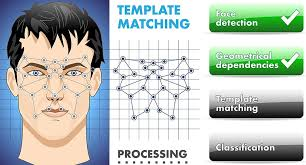 TEMPLATE
MATCHING
PROCESSING
Face
detection
Geometrical
dependencies
Template
matching
Classification